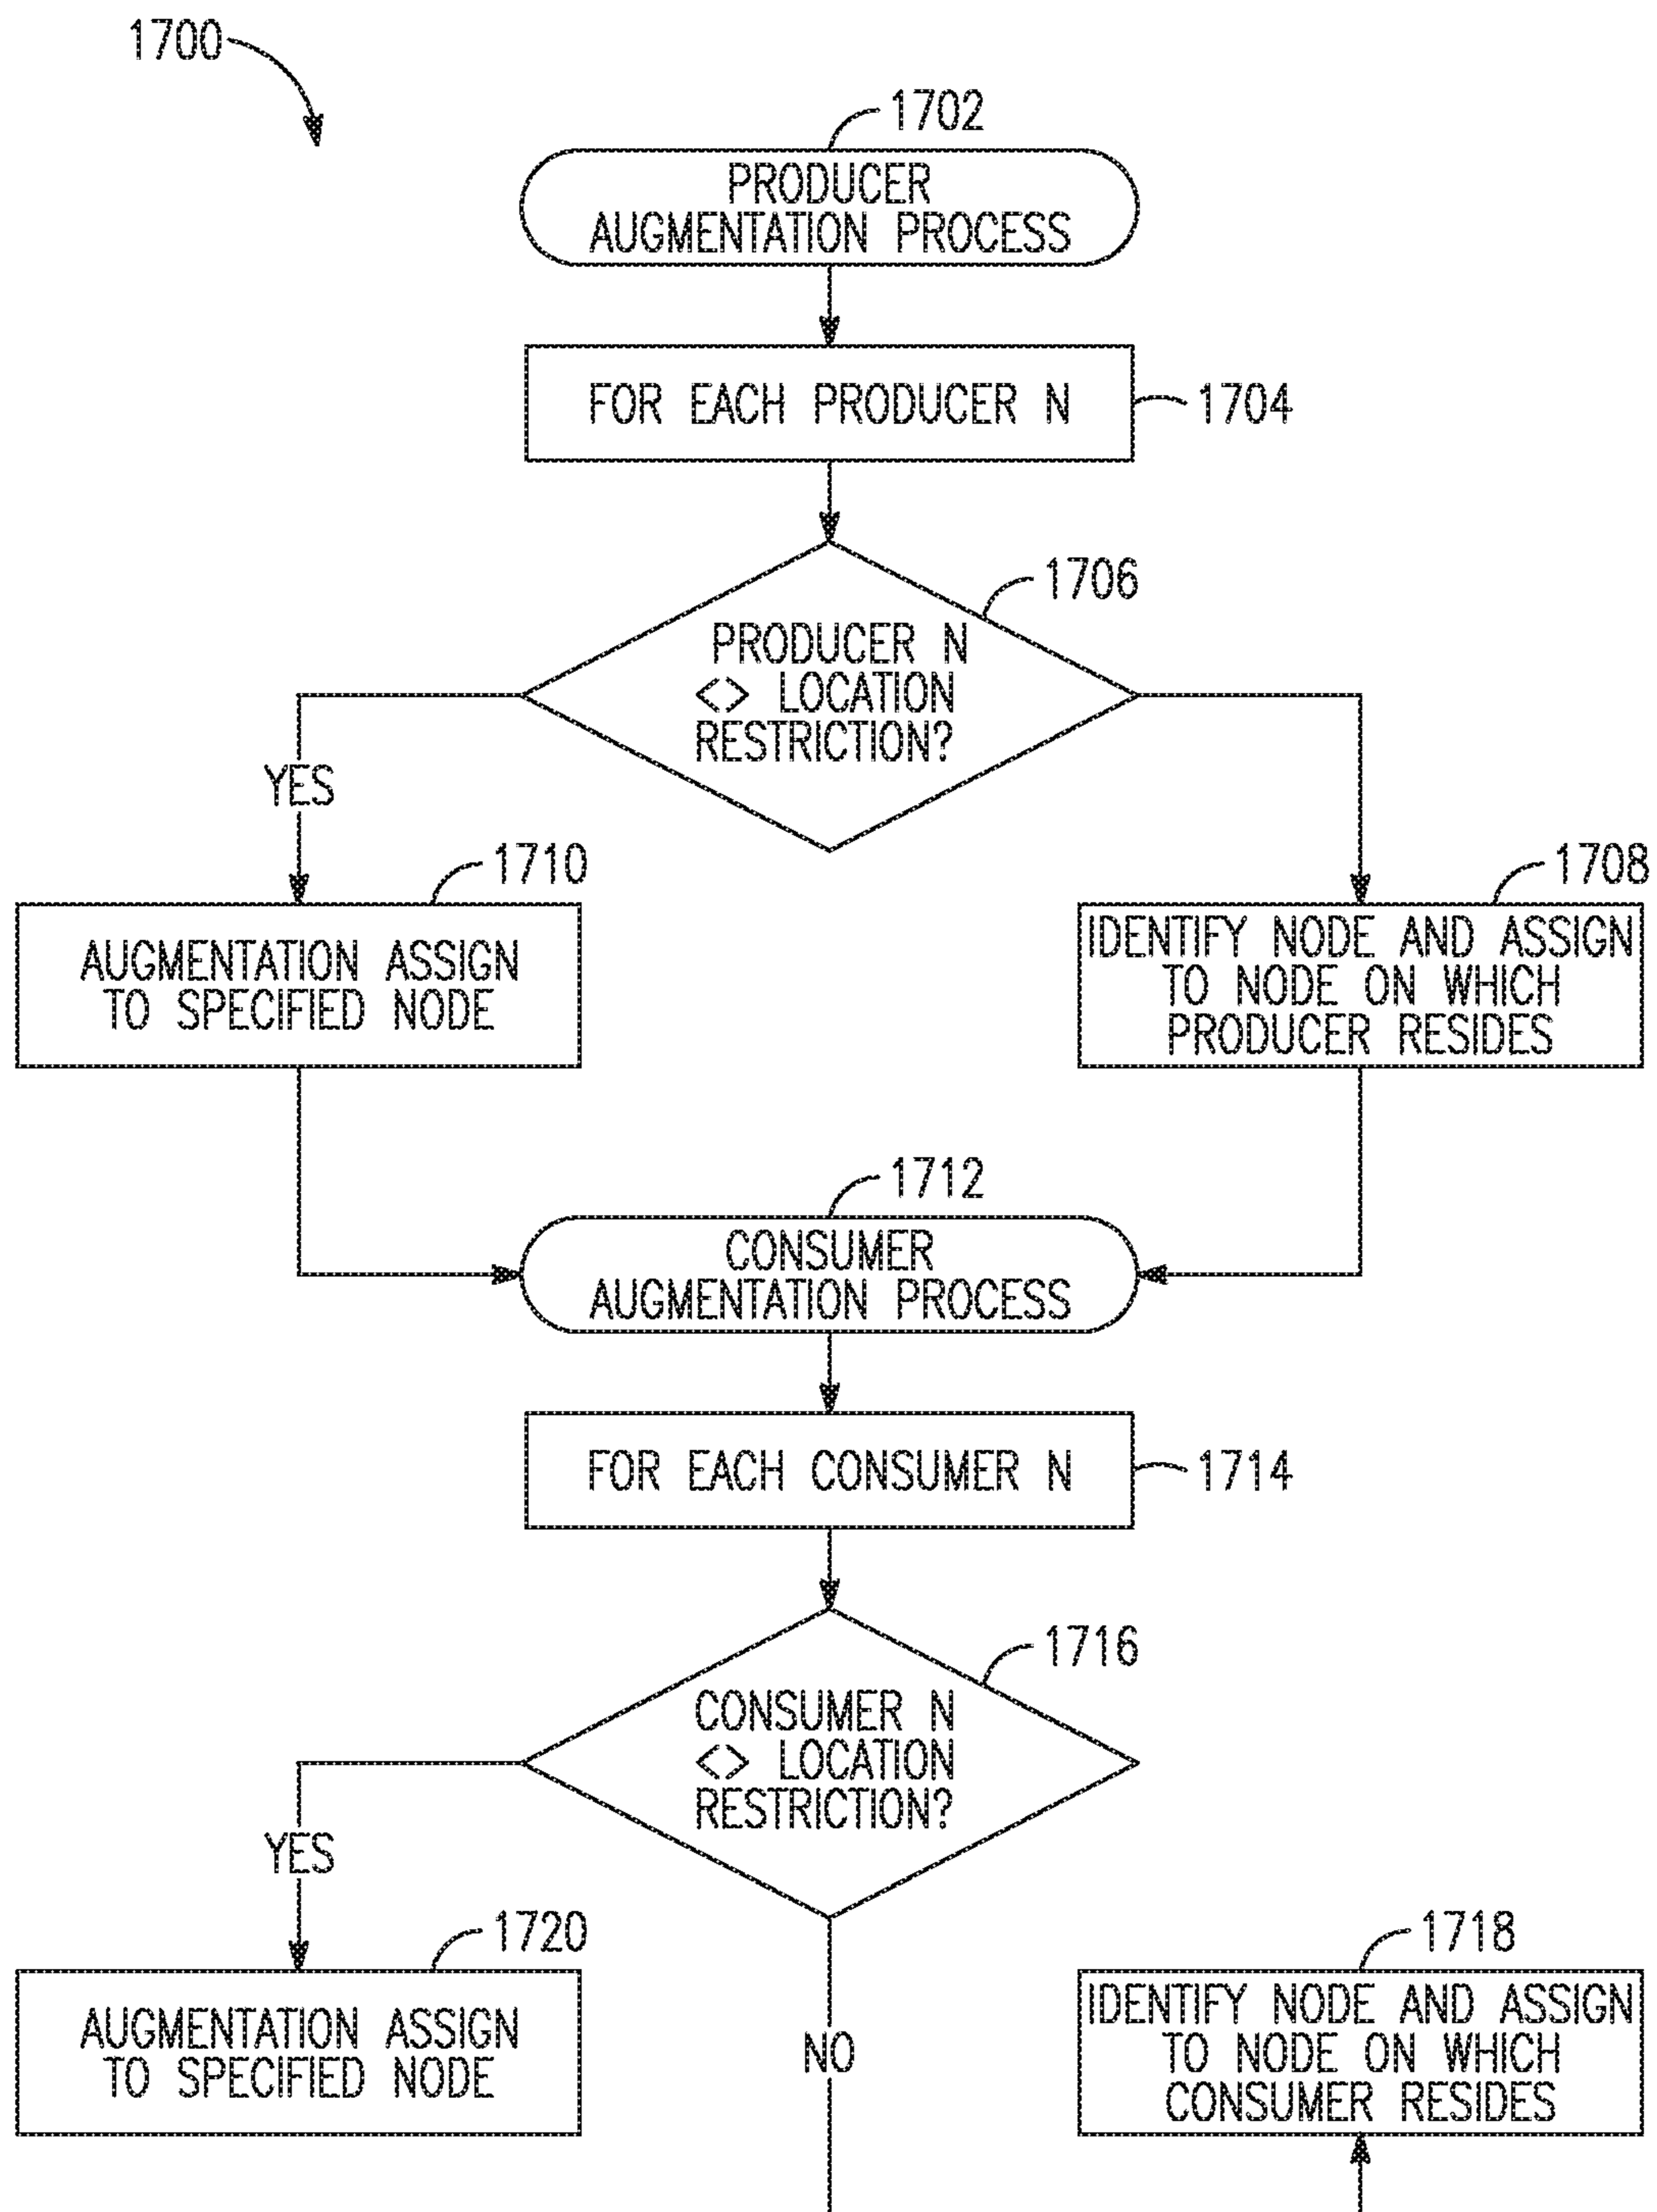 1700
1702
PRODUCER
AUGMENTATION PROCESS
FOR EACH PRODUCER N
1704
1706
PRODUCER N
<> LOCATION
RESTRICTION?
YES
1710
AUGMENTATION ASSIGN
TO SPECIFIED NODE
1708
IDENTIFY NODE AND ASSIGN
TO NODE ON WHICH
PRODUCER RESIDES
1712
CONSUMER
AUGMENTATION PROCESS
FOR EACH CONSUMER N
1714
1716
CONSUMER N
<> LOCATION
RESTRICTION?
YES
1720
AUGMENTATION ASSIGN
TO SPECIFIED NODE
NO
1718
IDENTIFY NODE AND ASSIGN
TO NODE ON WHICH
CONSUMER RESIDES